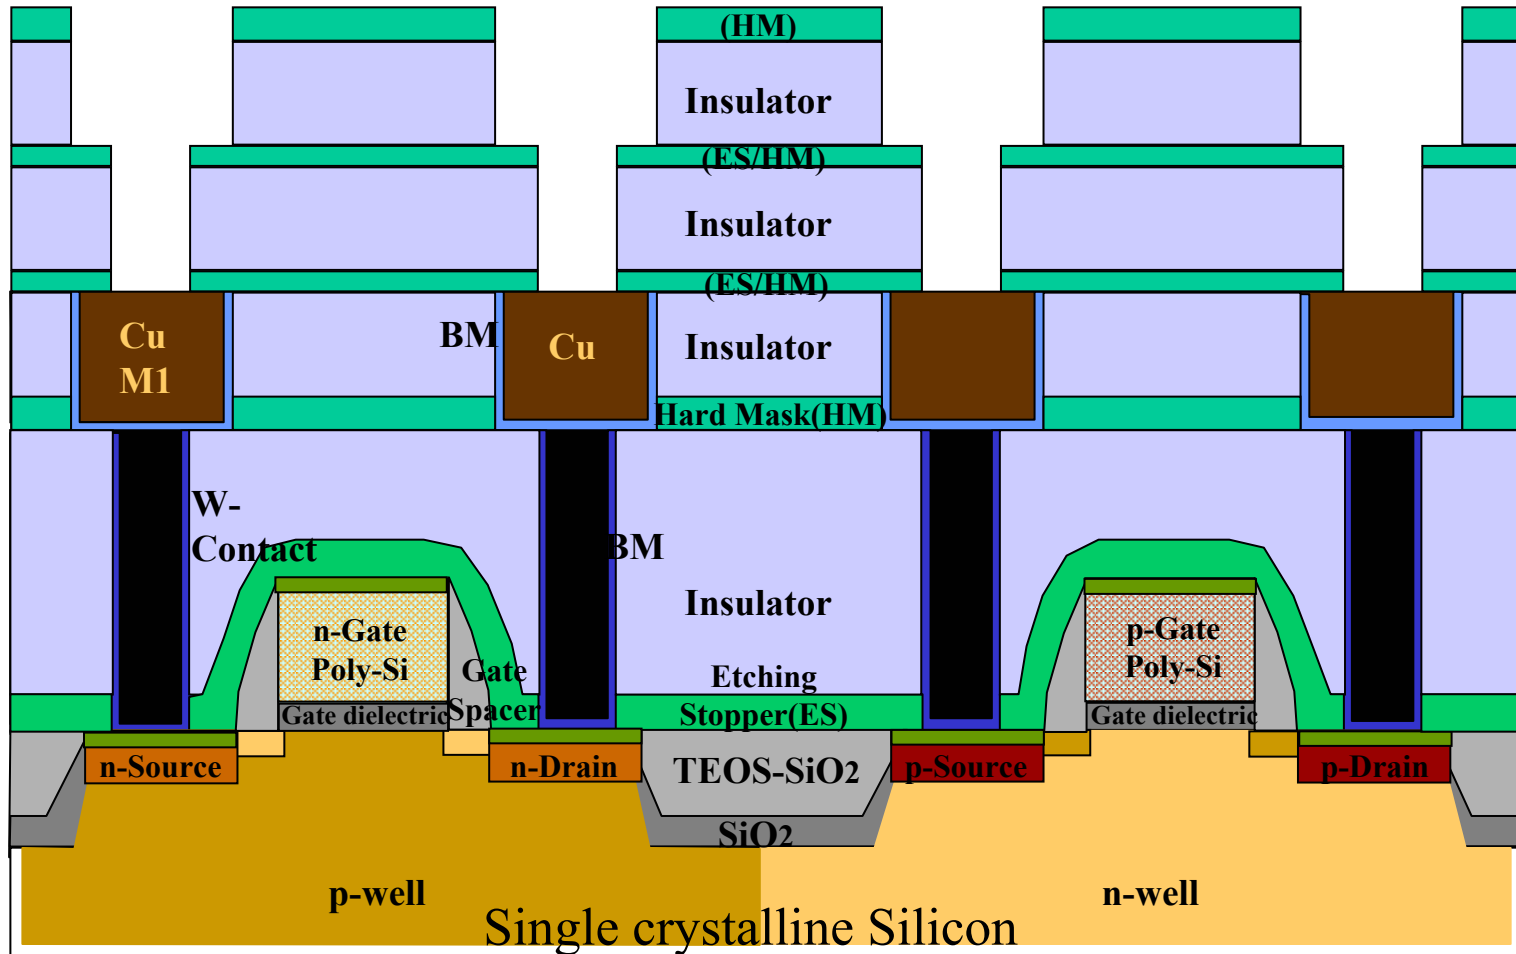 (HM)
Insulator
(ES/HM)
Insulator
(ES/HM)
Cu
M1
BM
Cu
Insulator
Hard Mask(HM)
W-
Contact
BM
Insulator
n-Gate
Poly-Si
p-Gate
Poly-Si
Gate
Spacer
Etching
Stopper(ES)
Gate dielectric
Gate dielectric
n-Source
n-Drain
TEOS-SiO2
p-Source
p-Drain
SiO2
p-well
n-well
Single crystalline Silicon